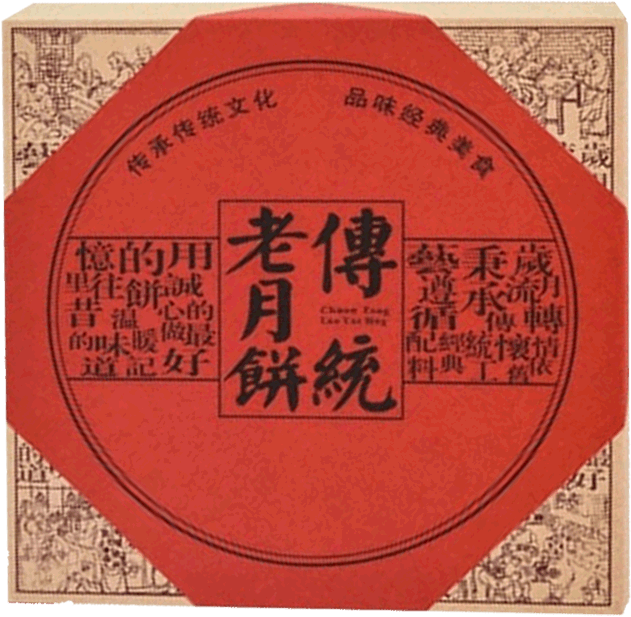 传承传统文化
品味经典美食
傳統
老月餅
Lao Yue Bing
歲月流轉情懷依舊
秉承傳統工
藝遵循經典配料
用誠心做的最好
的餅溫暖記
憶里往昔的味道